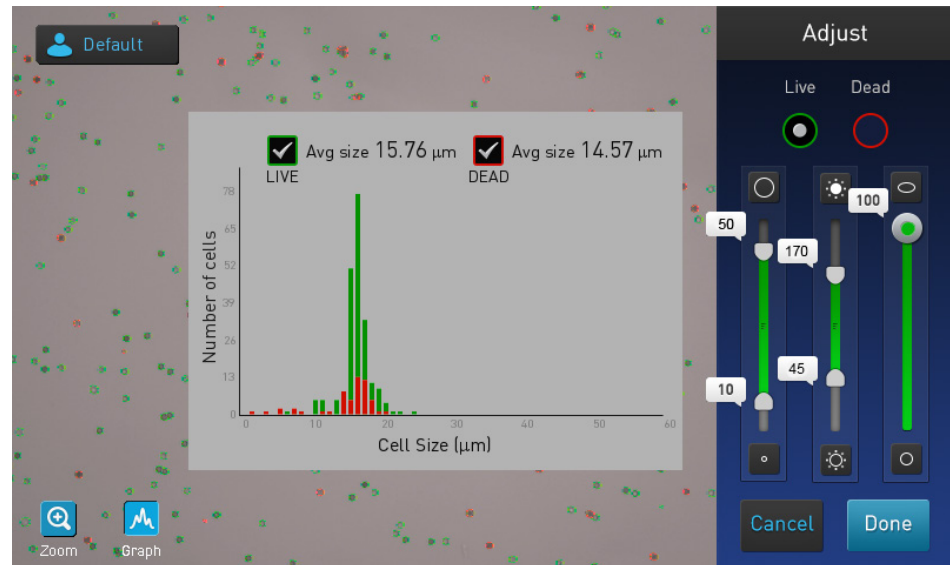 Default
Adjust
Live Dead
Avg size 15.76 µm
LIVE
Avg size 14.57 µm
DEAD
Number of cells
78
65
52
39
26
13
0
0 10 20 30 40 50 60
Cell Size (µm)
50
10
170
45
100
Zoom
Graph
Cancel
Done